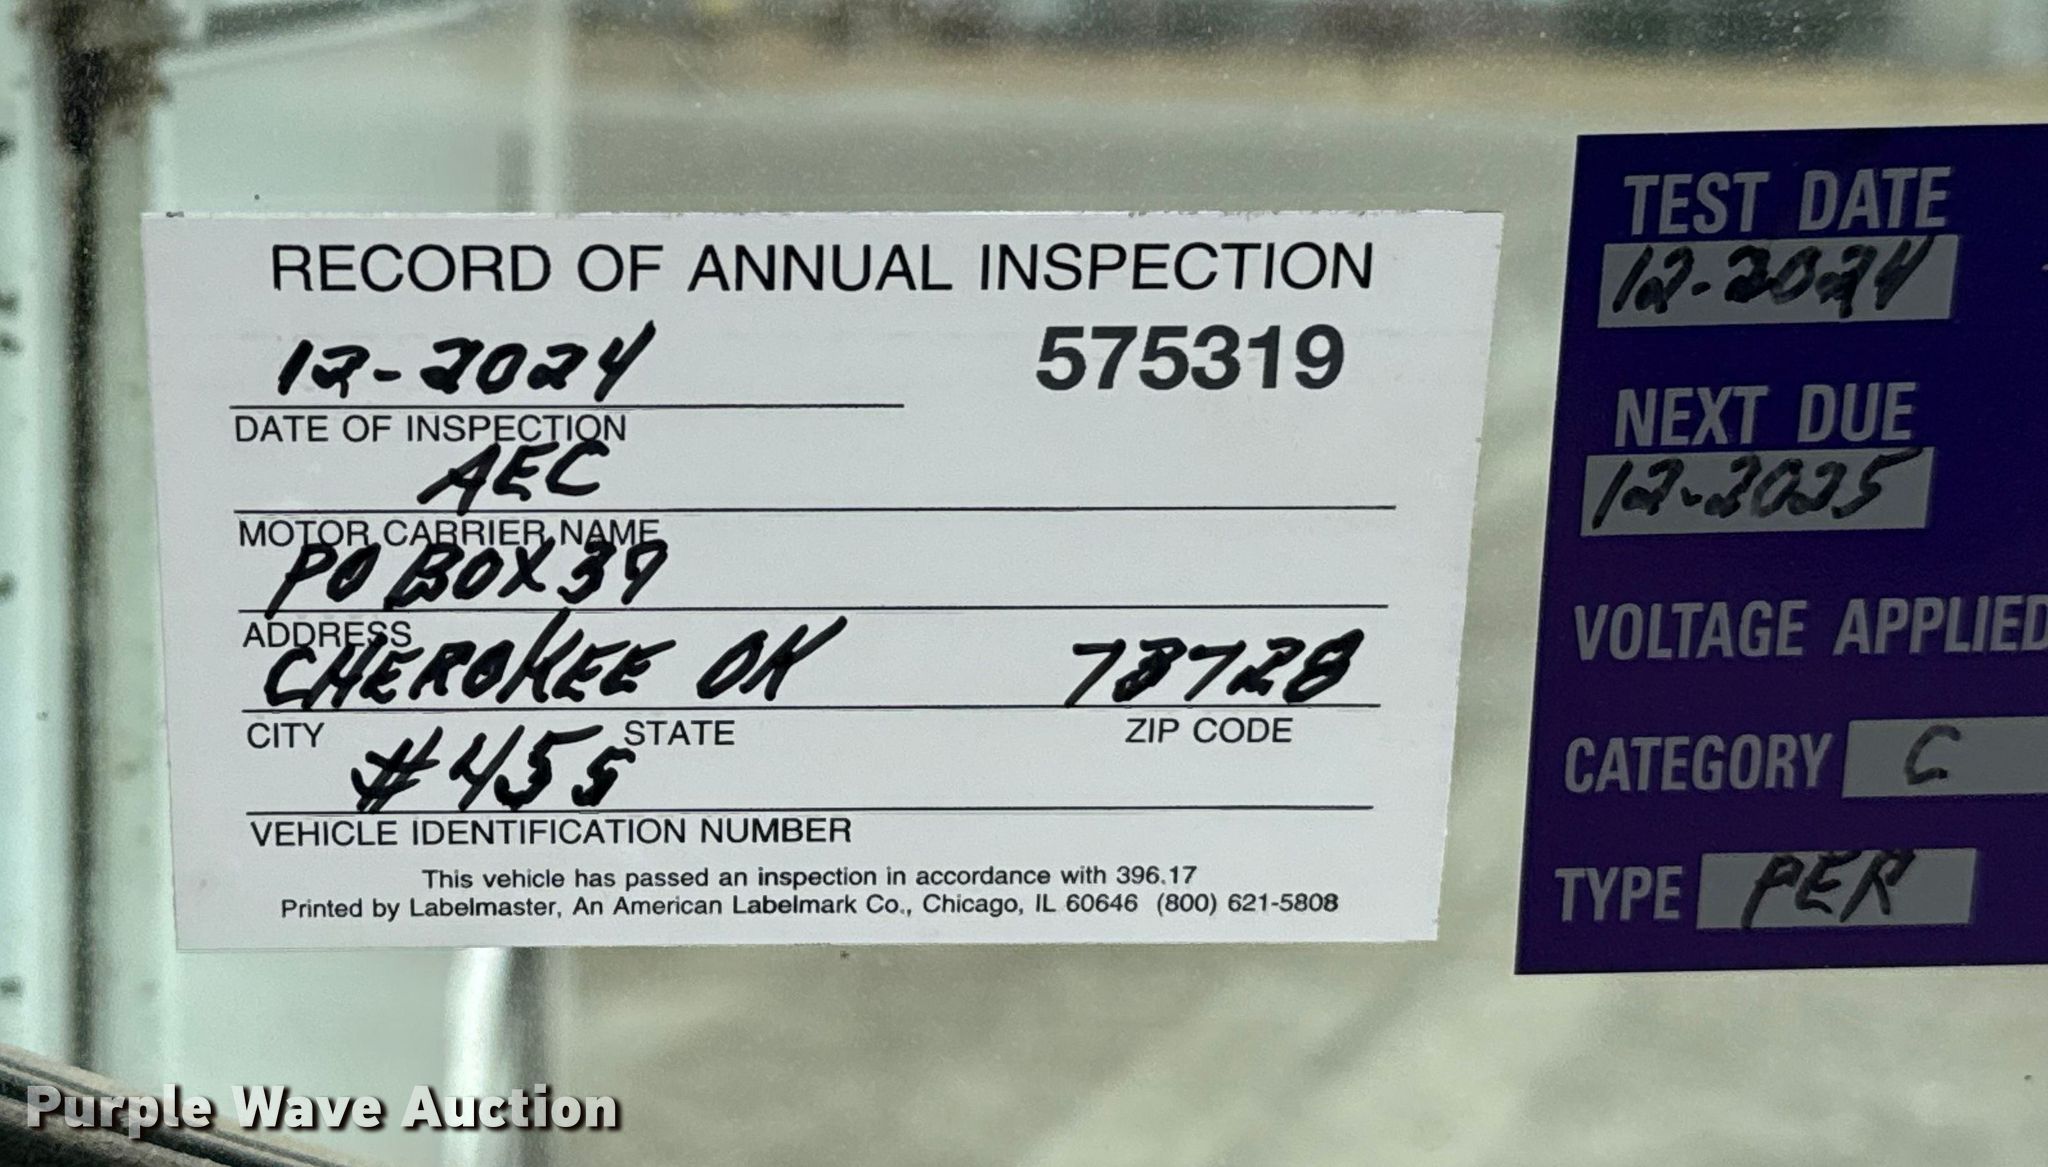 RECORD OF ANNUAL INSPECTION
12-2024 575319
DATE OF INSPECTION
AEC
MOTOR CARRIER NAME
PO BOX 39
ADDRESS
CHEROKEE OK 73728
CITY STATE ZIP CODE
#455
VEHICLE IDENTIFICATION NUMBER
This vehicle has passed an inspection in accordance with 396.17
Printed by Labelmaster, An American Labelmark Co., Chicago, IL 60646 (800) 621-5808
TEST DATE
12-2024
NEXT DUE
12-2025
VOLTAGE APPLIED
CATEGORY C
TYPE PER
Purple Wave Auction